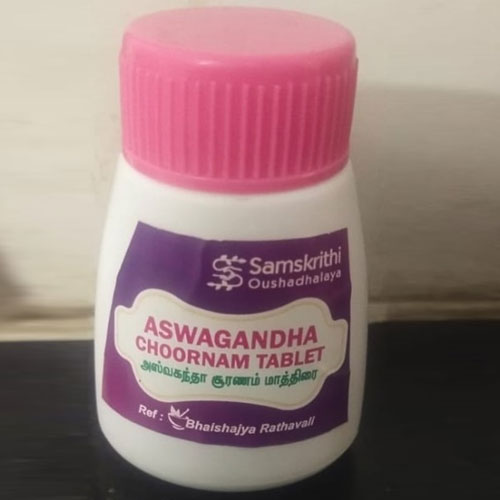 Samskrithi
Oushadhalaya
ASWAGANDHA
CHOORNAM TABLET
அஸ்வகந்தா சூரணம் மாத்திரை
Ref : Bhaishajya Rathavali